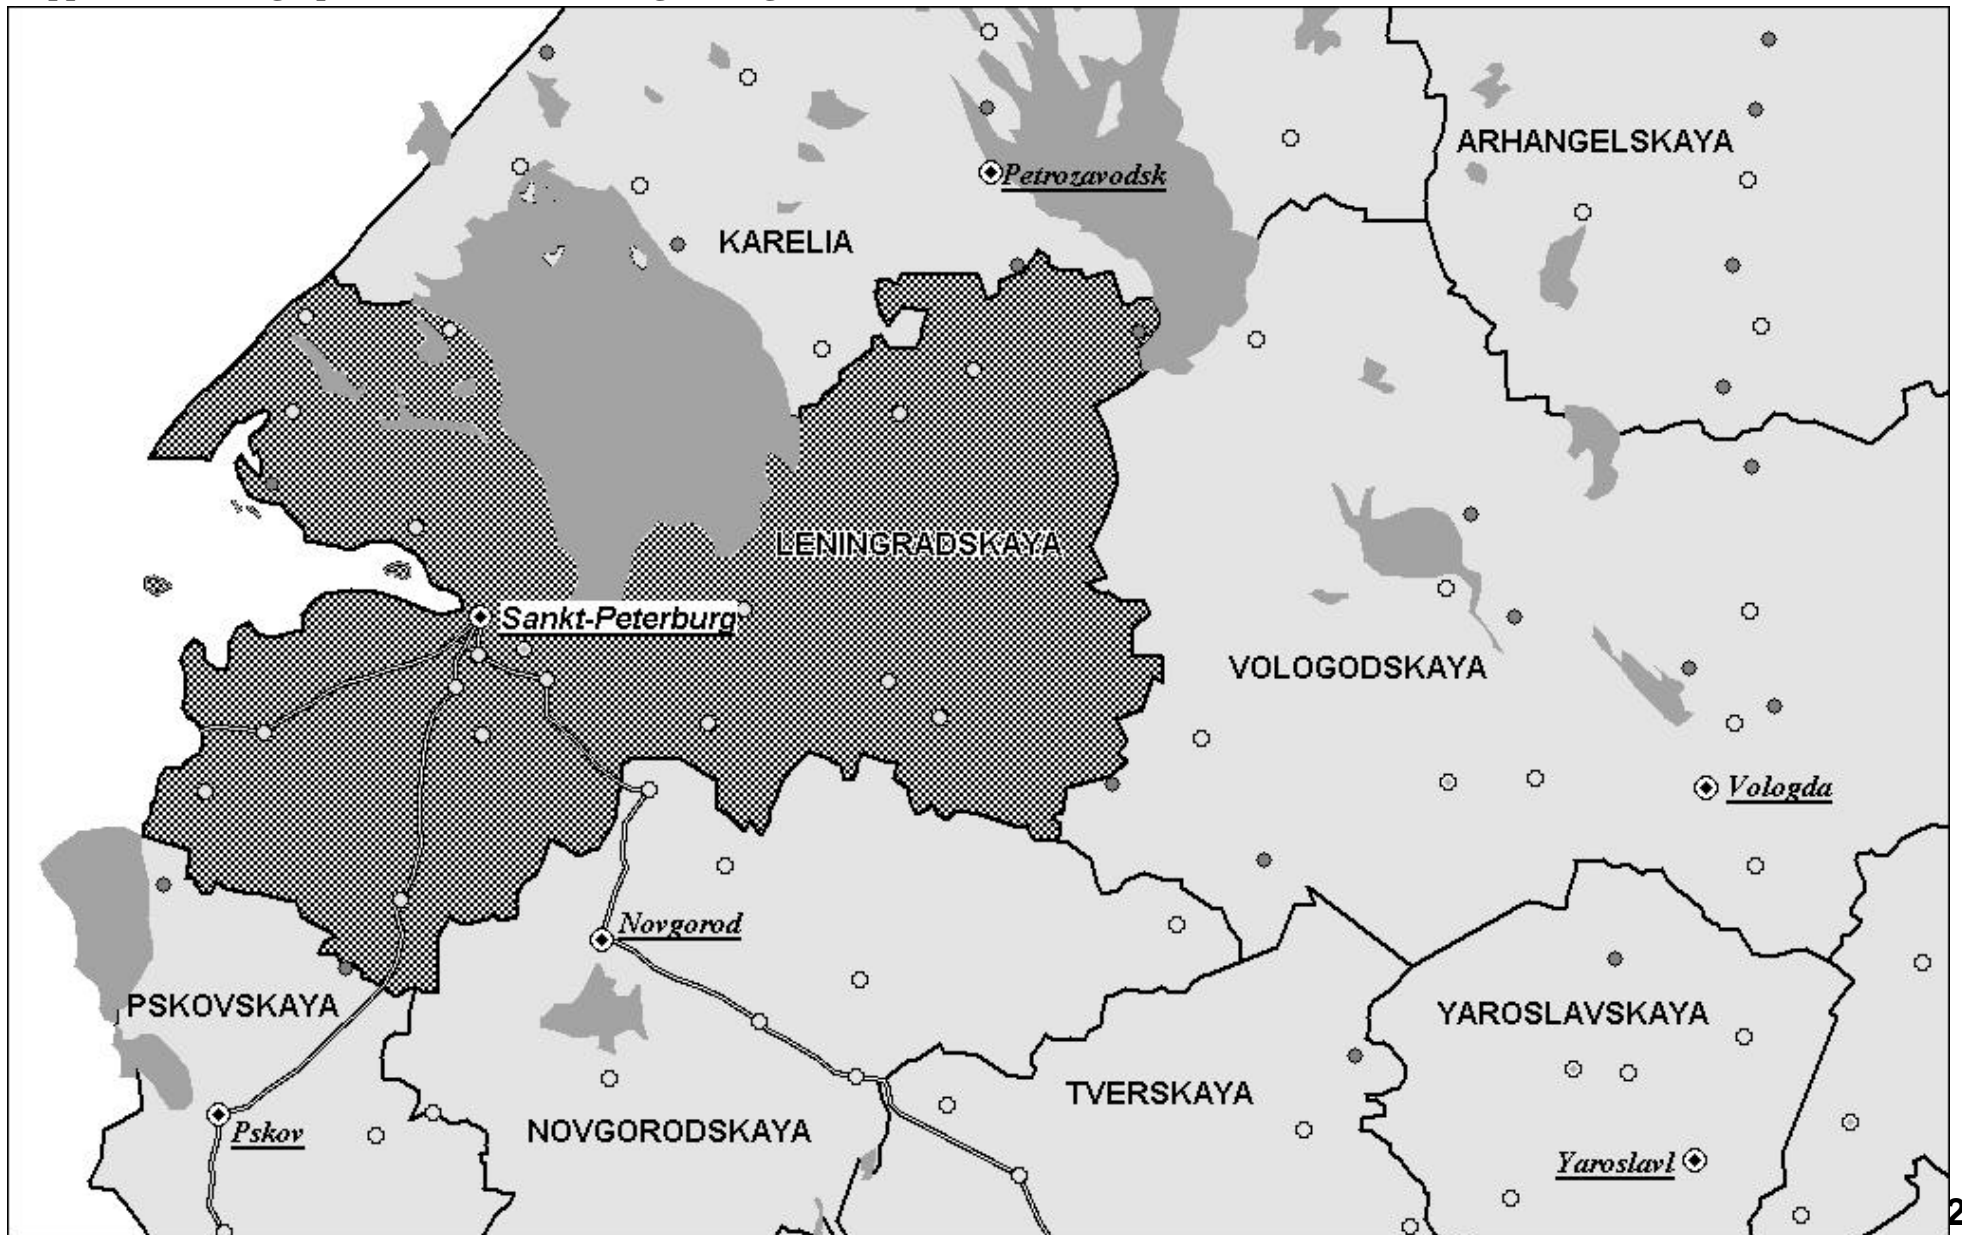 ARHANGELSKAYA
Petrozavodsk
KARELIA
LENINGRADSKAYA
Sankt-Peterburg
VOLOGODSKAYA
Vologda
Novgorod
PSKOVSKAYA
YAROSLAVSKAYA
TVERSKAYA
NOVGORODSKAYA
Pskov
Yaroslavl
2